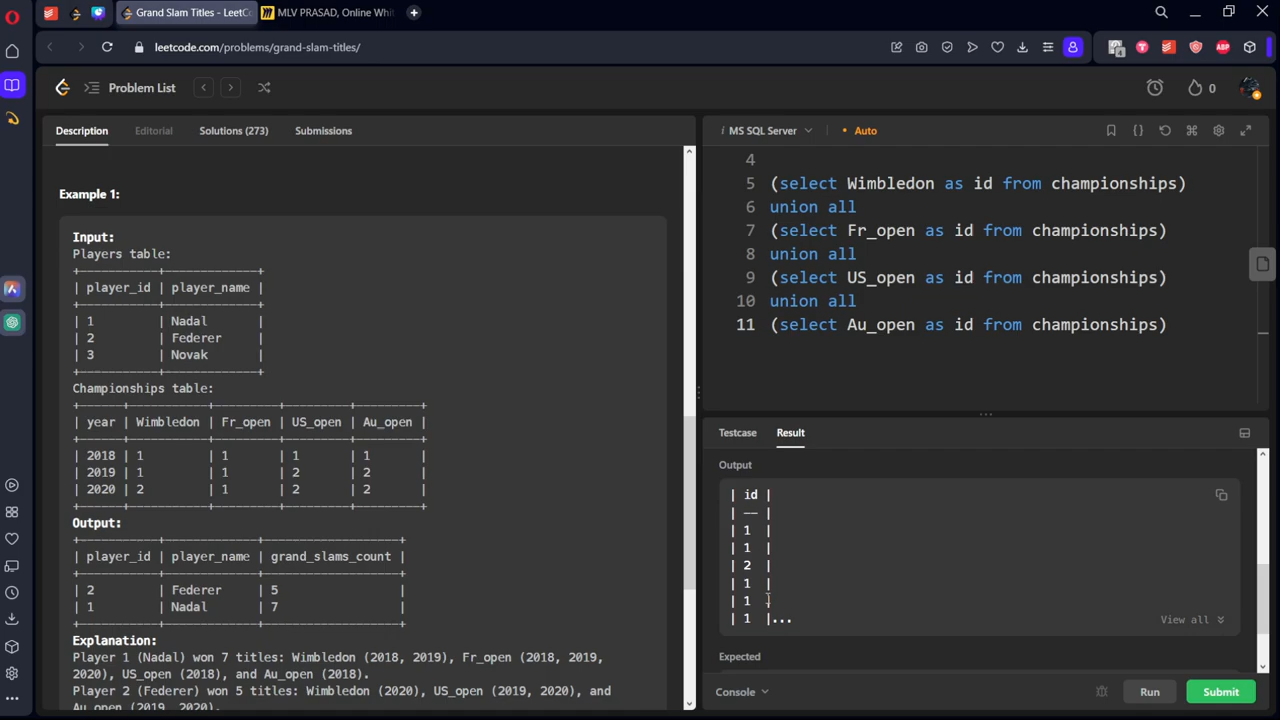 Grand Slam Titles - LeetCo
MLV PRASAD, Online Whit
leetcode.com/problems/grand-slam-titles/
Problem List
0
Description
Editorial
Solutions (273)
Submissions
Example 1:
Input:
Players table:
+-----------+-------------+
| player_id | player_name |
+-----------+-------------+
| 1         | Nadal       |
| 2         | Federer     |
| 3         | Novak       |
+-----------+-------------+
Championships table:
+------+-----------+---------+---------+---------+
| year | Wimbledon | Fr_open | US_open | Au_open |
+------+-----------+---------+---------+---------+
| 2018 | 1         | 1       | 1       | 1       |
| 2019 | 1         | 1       | 2       | 2       |
| 2020 | 2         | 1       | 2       | 2       |
+------+-----------+---------+---------+---------+
Output:
+-----------+-------------+-------------------+
| player_id | player_name | grand_slams_count |
+-----------+-------------+-------------------+
| 2         | Federer     | 5                 |
| 1         | Nadal       | 7                 |
+-----------+-------------+-------------------+
Explanation:
Player 1 (Nadal) won 7 titles: Wimbledon (2018, 2019), Fr_open (2018, 2019,
2020), US_open (2018), and Au_open (2018).
Player 2 (Federer) won 5 titles: Wimbledon (2020), US_open (2019, 2020), and
Au_open (2019, 2020).
MS SQL Server
Auto
4
5 (select Wimbledon as id from championships)
6 union all
7 (select Fr_open as id from championships)
8 union all
9 (select US_open as id from championships)
10 union all
11 (select Au_open as id from championships)
Testcase
Result
Output
| id |
| -- |
| 1  |
| 1  |
| 2  |
| 1  |
| 1  |
| 1  |...
View all
Expected
Console
Run
Submit